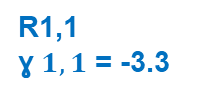 R1,1
ɣ 1, 1 = -3.3